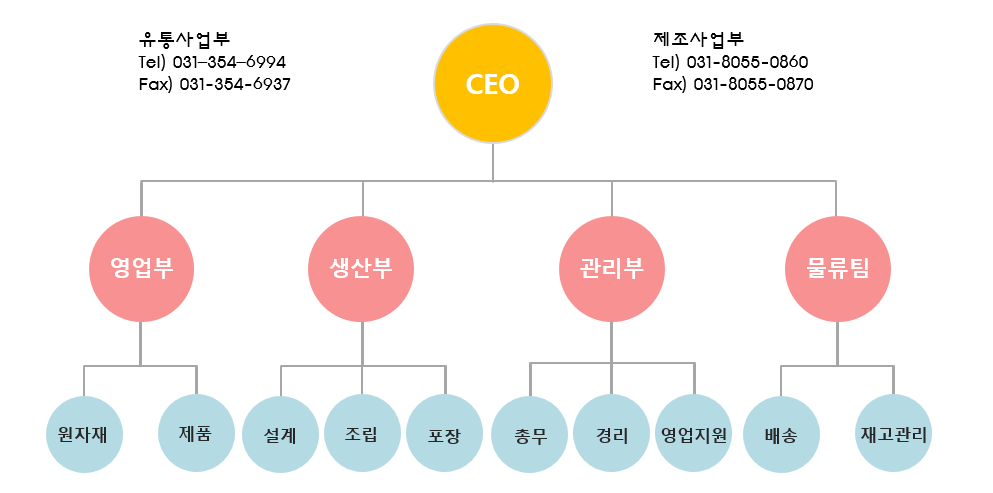 유통사업부
Tel) 031-354-6994
Fax) 031-354-6937
제조사업부
Tel) 031-8055-0860
Fax) 031-8055-0870
CEO
영업부
생산부
관리부
물류팀
원자재
제품
설계
조립
포장
총무
경리
영업지원
배송
재고관리